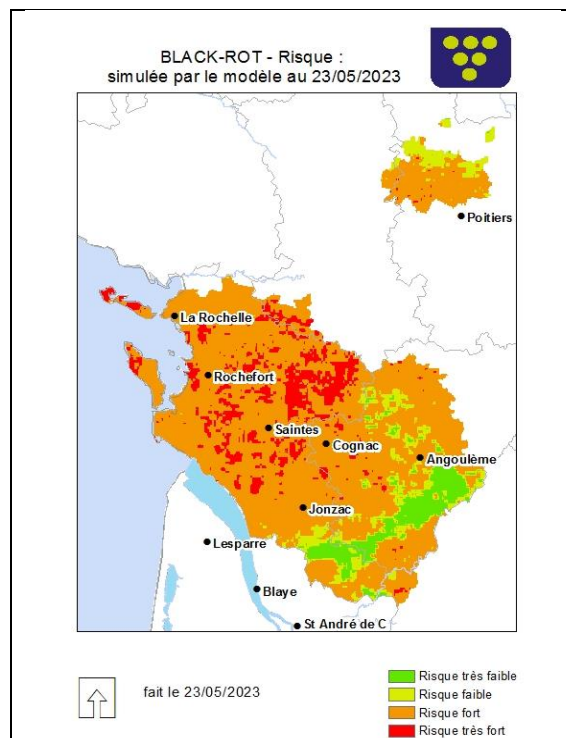 BLACK-ROT - Risque :
simulée par le modèle au 23/05/2023
Poitiers
La Rochelle
Rochefort
Saintes
Cognac
Angoulème
Jonzac
Lesparre
Blaye
St André de C
fait le 23/05/2023
Risque très faible
Risque faible
Risque fort
Risque très fort